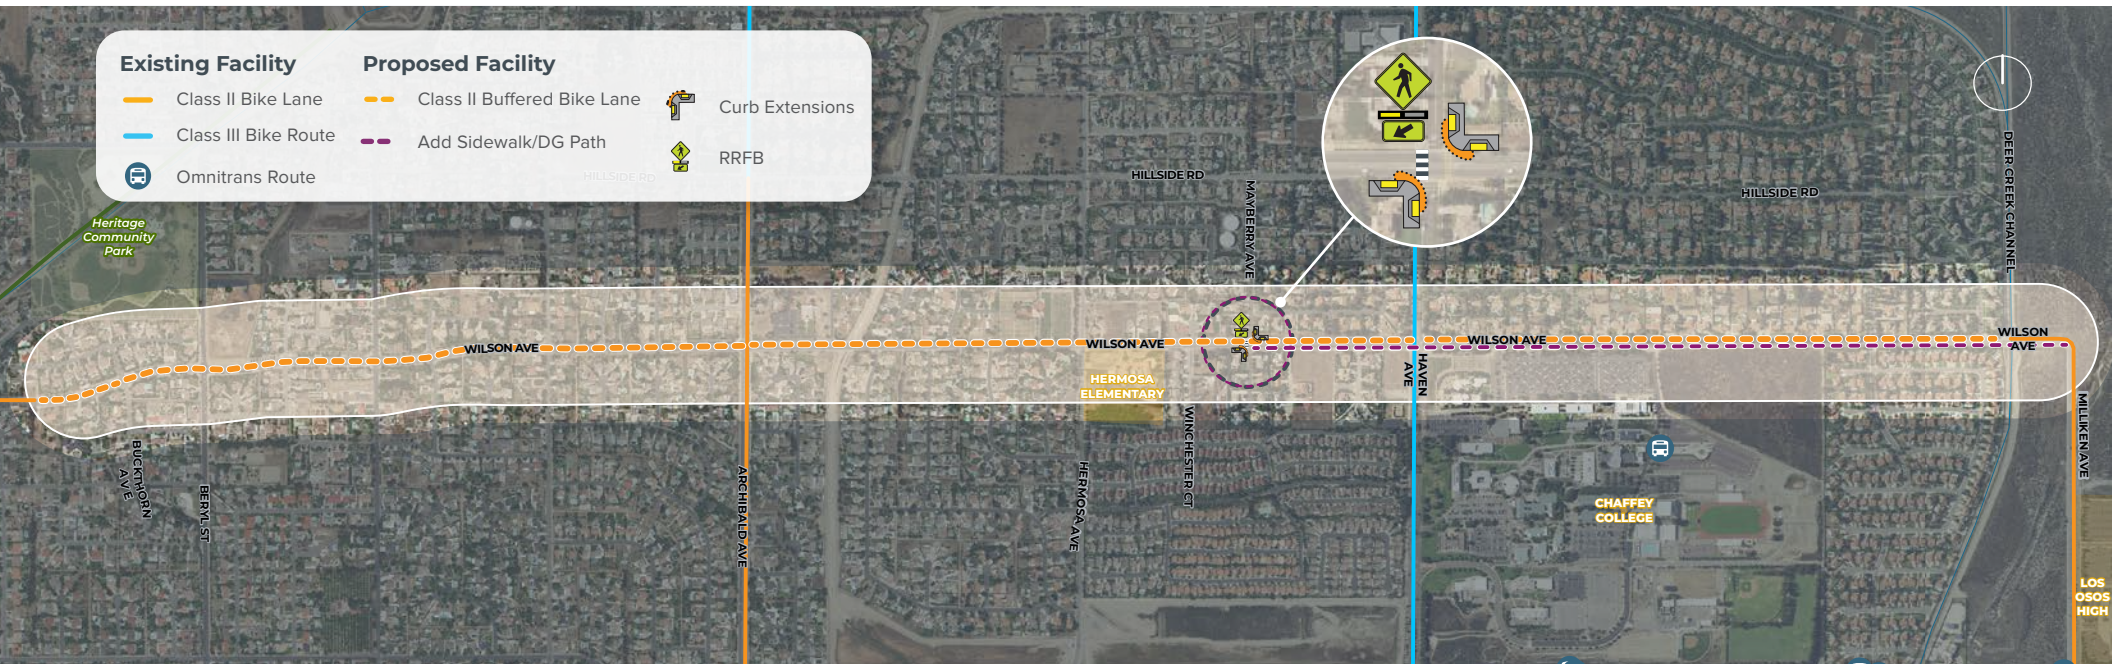 Existing Facility
Class II Bike Lane
Class III Bike Route
Omnitrans Route
Proposed Facility
Class II Buffered Bike Lane
Add Sidewalk/DG Path
Curb Extensions
RRFB
HILLSIDE RD
Heritage
Community
Park
HILLSIDE RD
MAYBERRY AVE
HILLSIDE RD
DEER CREEK CHANNEL
WILSON AVE
WILSON AVE
WILSON AVE
WILSON
AVE
HERMOSA
ELEMENTARY
HAVEN
AVE
BUCKTHORN
AVE
BERYL ST
ARCHIBALD AVE
HERMOSA AVE
WINCHESTER CT
MILLIKEN AVE
CHAFFEY
COLLEGE
LOS
OSOS
HIGH